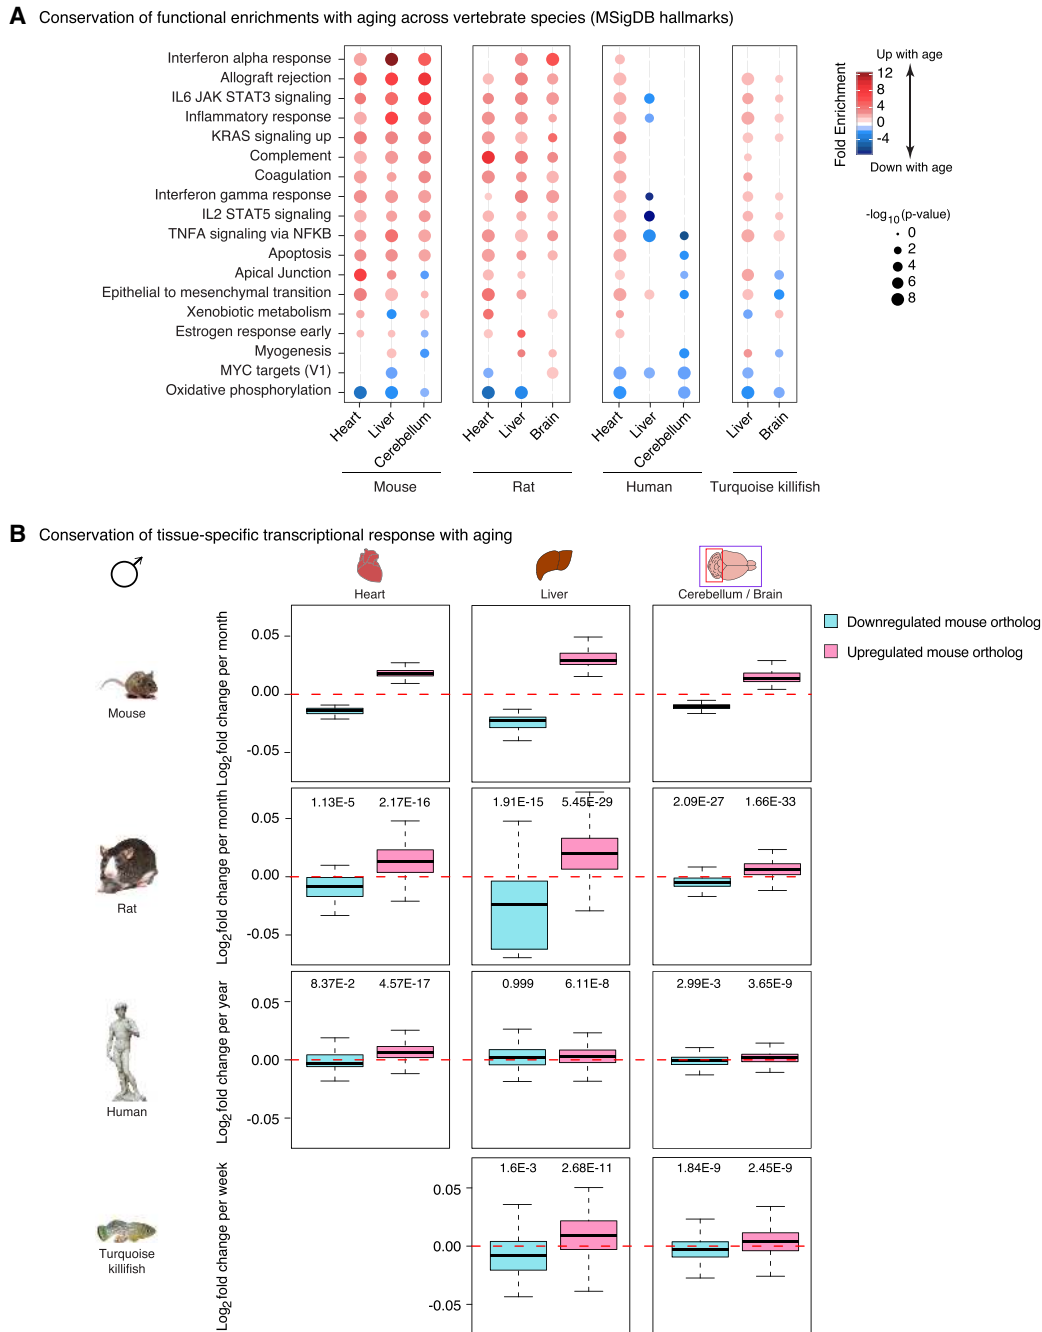 A Conservation of functional enrichments with aging across vertebrate species (MSigDB hallmarks)
Interferon alpha response
Allograft rejection
IL6 JAK STAT3 signaling
Inflammatory response
KRAS signaling up
Complement
Coagulation
Interferon gamma response
IL2 STAT5 signaling
TNFA signaling via NFKB
Apoptosis
Apical Junction
Epithelial to mesenchymal transition
Xenobiotic metabolism
Estrogen response early
Myogenesis
MYC targets (V1)
Oxidative phosphorylation
Heart Liver Cerebellum Heart Liver Brain Heart Liver Cerebellum Liver Brain
Mouse Rat Human Turquoise killifish
Fold Enrichment
12
8
4
0
-4
Up with age
Down with age
-log10(p-value)
0
2
4
6
8
B Conservation of tissue-specific transcriptional response with aging
Heart Liver Cerebellum / Brain
Downregulated mouse ortholog
Upregulated mouse ortholog
Mouse
Log2fold change per month
0.05
0.00
-0.05
Rat
Log2fold change per month
0.05
0.00
-0.05
1.13E-5 2.17E-16 1.91E-15 5.45E-29 2.09E-27 1.66E-33
Human
Log2fold change per year
0.05
0.00
-0.05
8.37E-2 4.57E-17 0.999 6.11E-8 2.99E-3 3.65E-9
Turquoise
killifish
Log2fold change per week
0.05
0.00
-0.05
1.6E-3 2.68E-11 1.84E-9 2.45E-9